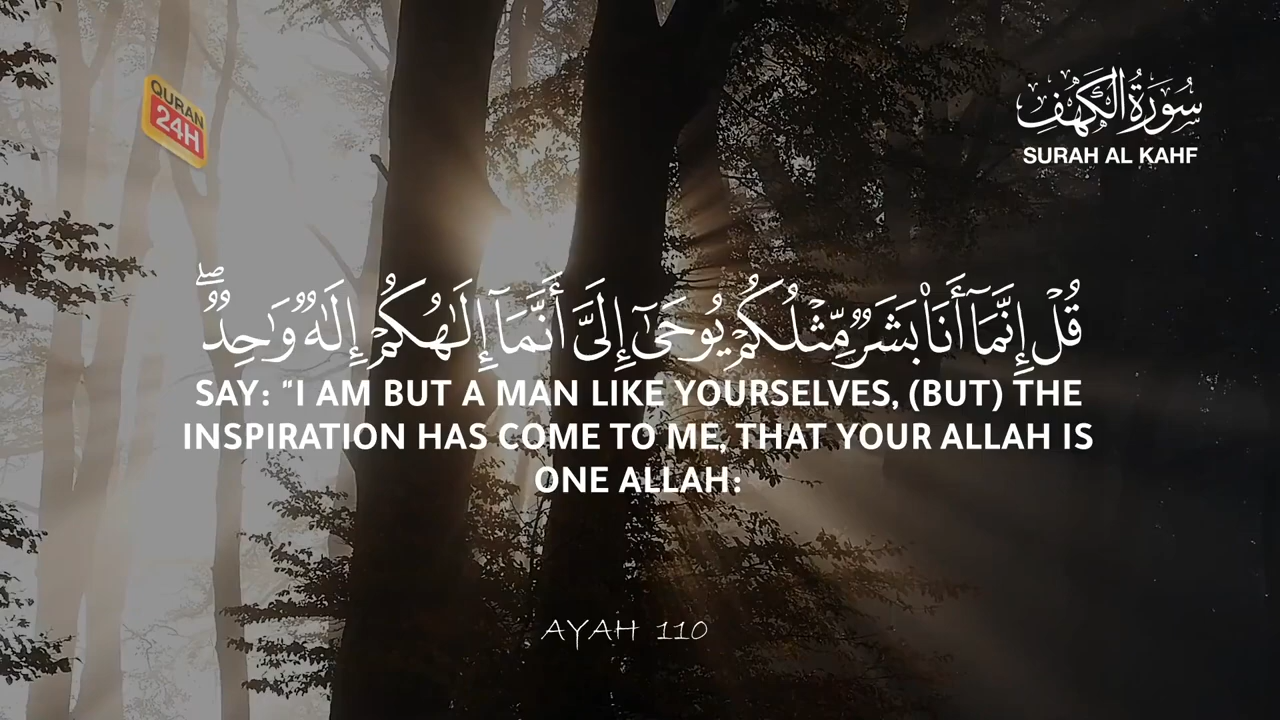 QURAN
24H
سُورَةُ الْكَهْفِ
SURAH AL KAHF
قُلْ إِنَّمَآ أَنَا۠ بَشَرٌۭ مِّثْلُكُمْ يُوحَىٰٓ إِلَىَّ أَنَّمَآ إِلَـٰهُكُمْ إِلَـٰهٌۭ وَٰحِدٌۭ ۖ
SAY: "I AM BUT A MAN LIKE YOURSELVES, (BUT) THE
INSPIRATION HAS COME TO ME, THAT YOUR ALLAH IS
ONE ALLAH:
AYAH 110